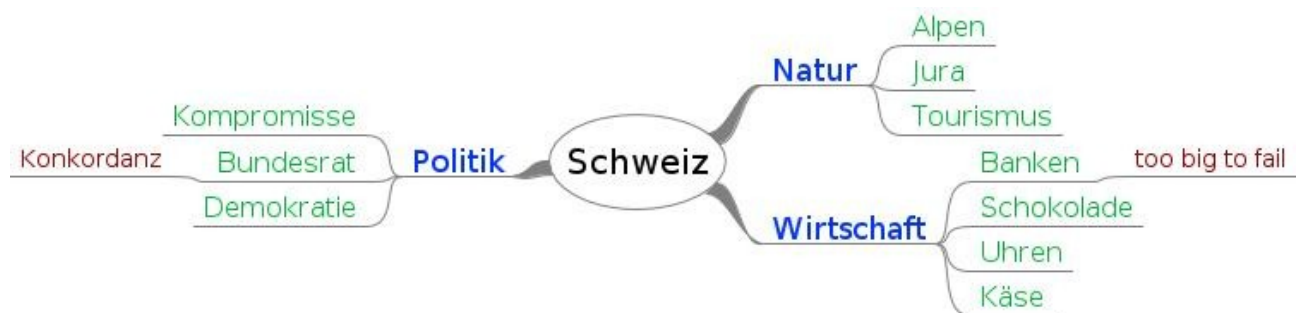 Schweiz
Natur
Alpen
Jura
Tourismus
Wirtschaft
Banken
too big to fail
Schokolade
Uhren
Käse
Politik
Kompromisse
Bundesrat
Konkordanz
Demokratie